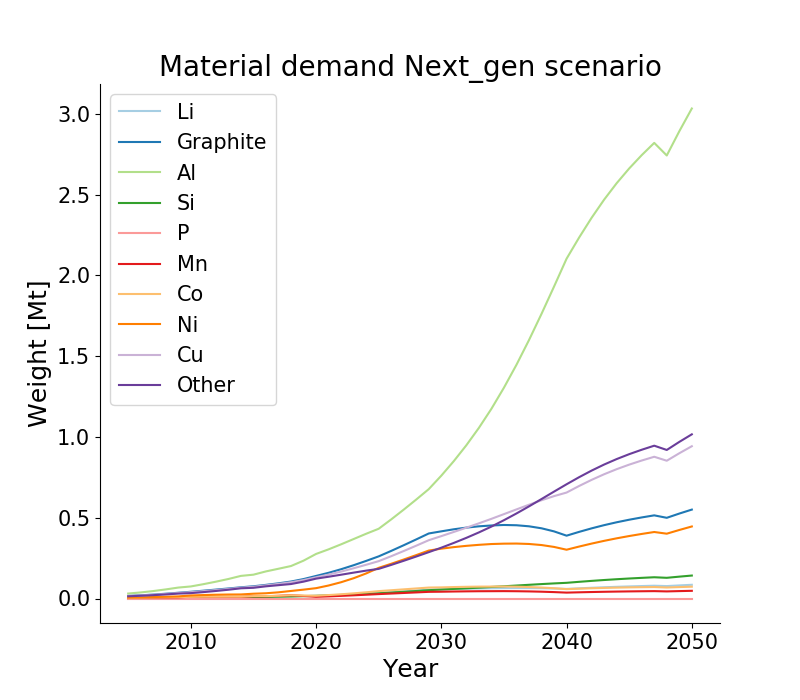 Material demand Next_gen scenario
Li
Graphite
Al
Si
P
Mn
Co
Ni
Cu
Other
Weight [Mt]
3.0
2.5
2.0
1.5
1.0
0.5
0.0
2010 2020 2030 2040 2050
Year